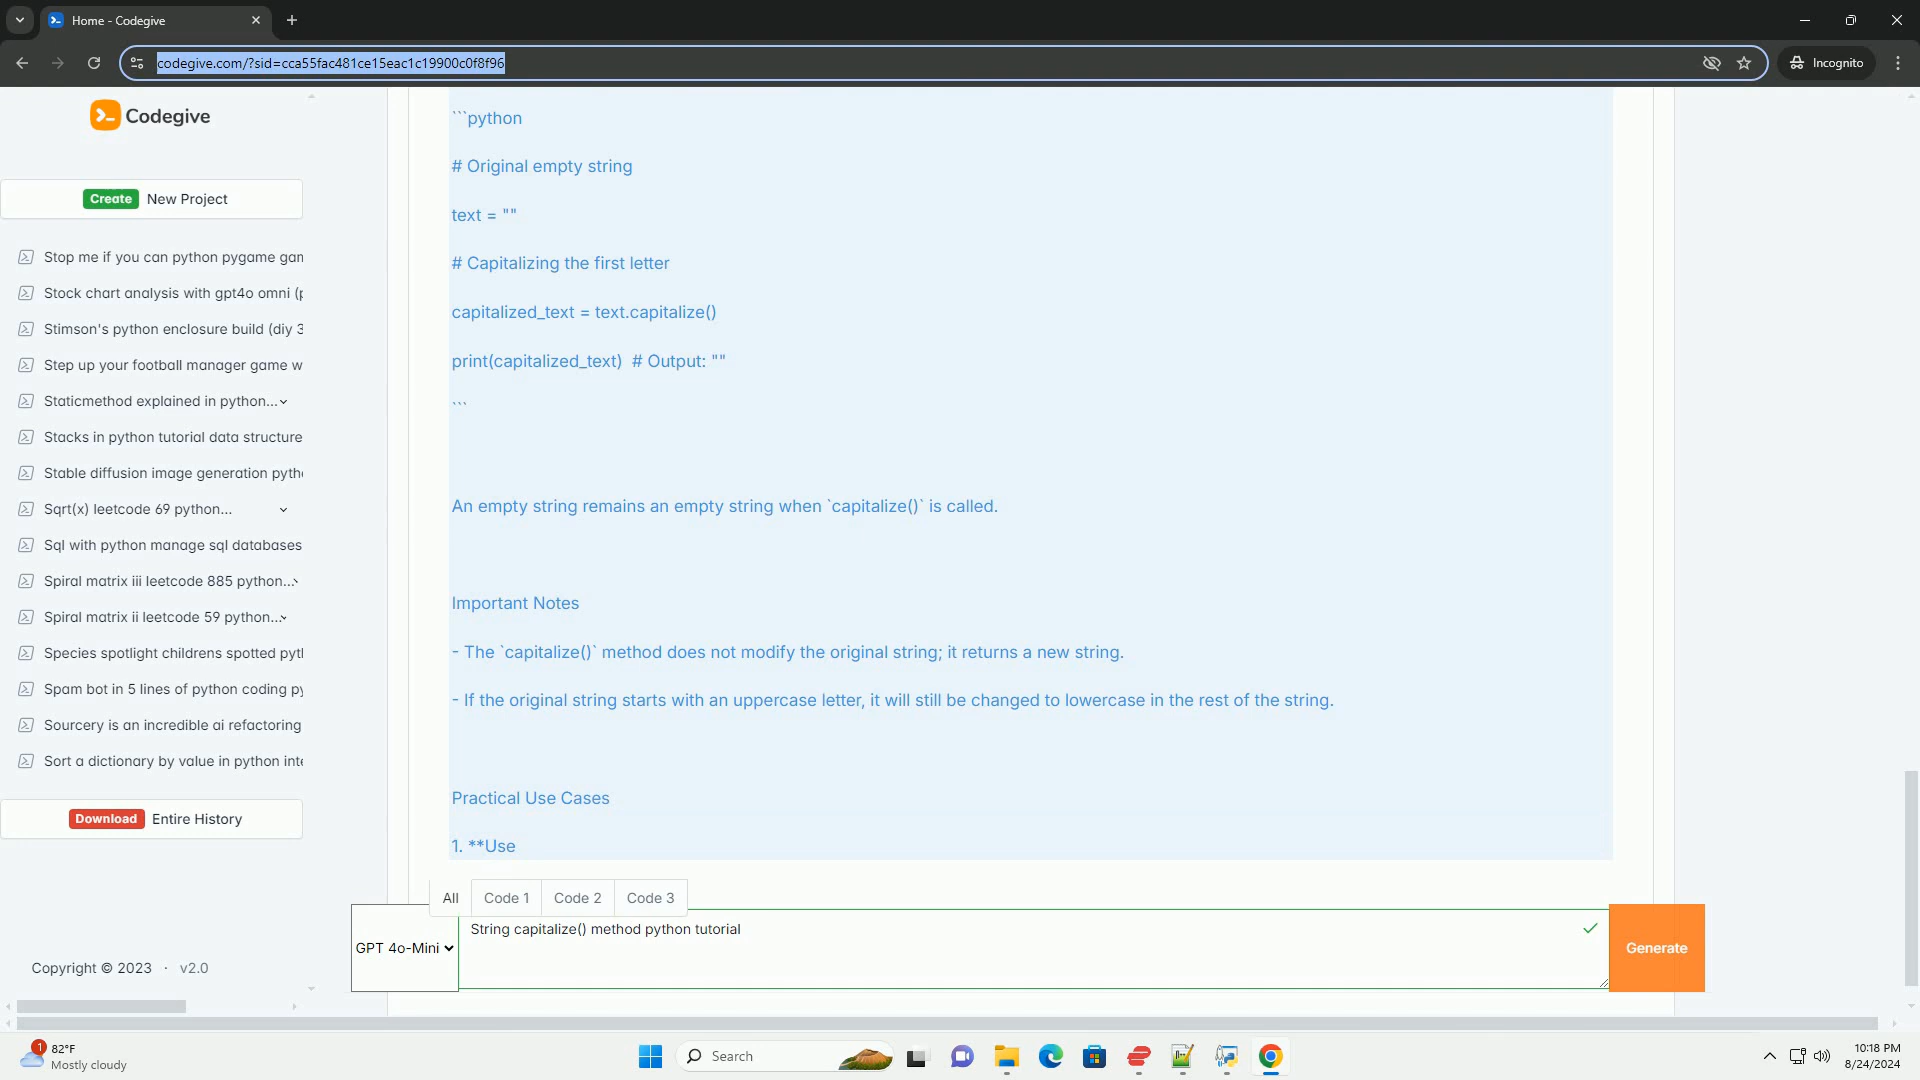 Home - Codegive
codegive.com/?sid=cca55fac481ce15eac1c19900c0f8f96
Incognito
Codegive
Create New Project
Stop me if you can python pygame gam
Stock chart analysis with gpt4o omni (p
Stimson's python enclosure build (diy 3
Step up your football manager game w
Staticmethod explained in python...
Stacks in python tutorial data structure
Stable diffusion image generation pyth
Sqrt(x) leetcode 69 python...
Sql with python manage sql databases
Spiral matrix iii leetcode 885 python...
Spiral matrix ii leetcode 59 python...
Species spotlight childrens spotted pyt
Spam bot in 5 lines of python coding py
Sourcery is an incredible ai refactoring
Sort a dictionary by value in python inte
Download Entire History
Copyright © 2023 · v2.0
```python
# Original empty string
text = ""
# Capitalizing the first letter
capitalized_text = text.capitalize()
print(capitalized_text)  # Output: ""
```
An empty string remains an empty string when `capitalize()` is called.
Important Notes
- The `capitalize()` method does not modify the original string; it returns a new string.
- If the original string starts with an uppercase letter, it will still be changed to lowercase in the rest of the string.
Practical Use Cases
1. **Use
All Code 1 Code 2 Code 3
GPT 4o-Mini
String capitalize() method python tutorial
Generate
1
82°F
Mostly cloudy
Search
10:18 PM
8/24/2024